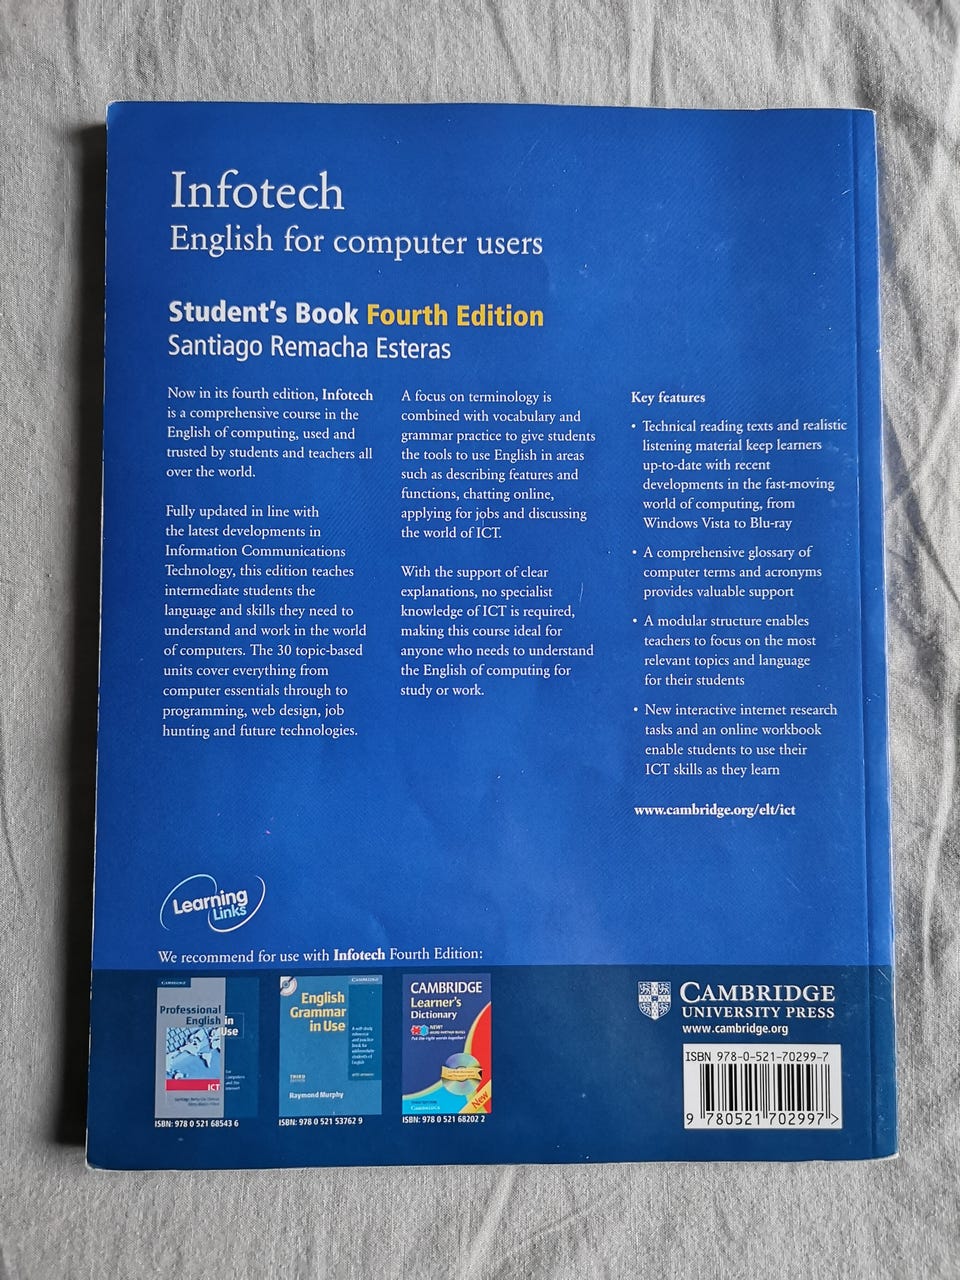 Infotech
English for computer users
Student's Book Fourth Edition
Santiago Remacha Esteras
Now in its fourth edition, Infotech
is a comprehensive course in the
English of computing, used and
trusted by students and teachers all
over the world.
Fully updated in line with
the latest developments in
Information Communications
Technology, this edition teaches
intermediate students the
language and skills they need to
understand and work in the world
of computers. The 30 topic-based
units cover everything from
computer essentials through to
programming, web design, job
hunting and future technologies.
A focus on terminology is
combined with vocabulary and
grammar practice to give students
the tools to use English in areas
such as describing features and
functions, chatting online,
applying for jobs and discussing
the world of ICT.
With the support of clear
explanations, no specialist
knowledge of ICT is required,
making this course ideal for
anyone who needs to understand
the English of computing for
study or work.
Key features
• Technical reading texts and realistic
listening material keep learners
up-to-date with recent
developments in the fast-moving
world of computing, from
Windows Vista to Blu-ray
• A comprehensive glossary of
computer terms and acronyms
provides valuable support
• A modular structure enables
teachers to focus on the most
relevant topics and language
for their students
• New interactive internet research
tasks and an online workbook
enable students to use their
ICT skills as they learn
www.cambridge.org/elt/ict
Learning
Links
We recommend for use with Infotech Fourth Edition:
CAMBRIDGE
Professional
English in
Use
ICT
ISBN: 978 0 521 68543 6
CAMBRIDGE
English
Grammar
in Use
THIRD
EDITION
Raymond Murphy
ISBN: 978 0 521 53762 9
CAMBRIDGE
Learner's
Dictionary
NEW!
Put the right words together!
CAMBRIDGE
New
ISBN: 978 0 521 68202 2
CAMBRIDGE
UNIVERSITY PRESS
www.cambridge.org
ISBN 978-0-521-70299-7
9 780521 702997 >